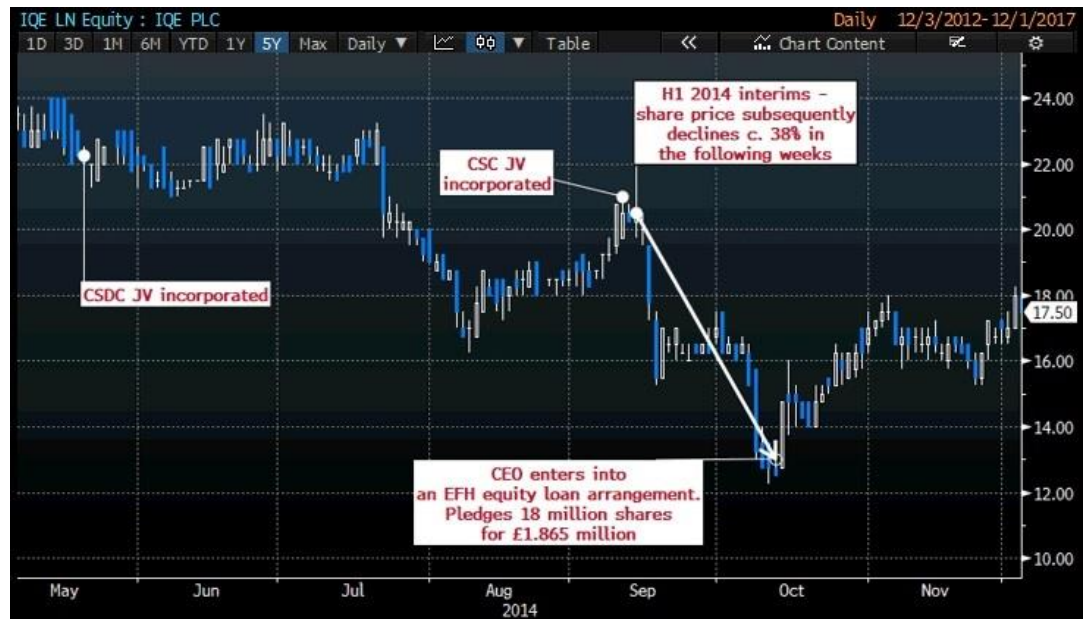 IQE LN Equity : IQE PLC Daily 12/3/2012-12/1/2017
1D 3D 1M 6M YTD 1Y 5Y Max Daily ▼ ▼ Table « Chart Content
24.00
22.00
20.00
18.00
17.50
16.00
14.00
12.00
10.00
H1 2014 interims -
share price subsequently
declines c. 38% in
the following weeks
CSC JV
incorporated
CSDC JV incorporated
CEO enters into
an EFH equity loan arrangement.
Pledges 18 million shares
for £1.865 million
May Jun Jul Aug Sep Oct Nov
2014